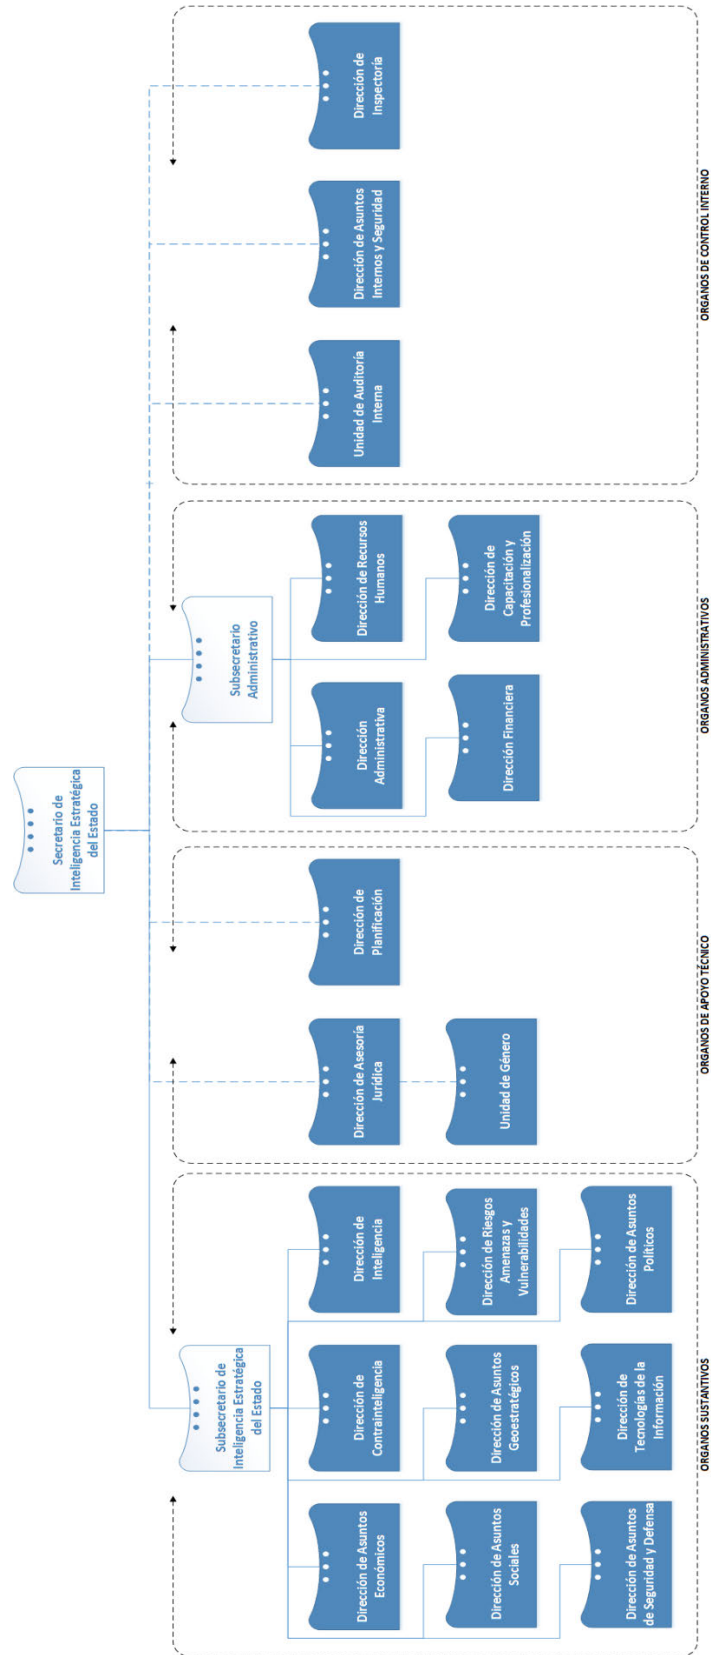 Secretario de
Inteligencia Estratégica
del Estado
Subsecretario de
Inteligencia Estratégica
del Estado
Dirección de Asuntos
Económicos
Dirección de
Contrainteligencia
Dirección de
Inteligencia
Dirección de Asuntos
Sociales
Dirección de Asuntos
Geoestratégicos
Dirección de Riesgos
Amenazas y
Vulnerabilidades
Dirección de Asuntos
de Seguridad y Defensa
Dirección de
Tecnologías de la
Información
Dirección de Asuntos
Políticos
ORGANOS SUSTANTIVOS
Dirección de Asesoría
Jurídica
Dirección de
Planificación
Unidad de Género
ORGANOS DE APOYO TÉCNICO
Subsecretario
Administrativo
Dirección
Administrativa
Dirección de Recursos
Humanos
Dirección Financiera
Dirección de
Capacitación y
Profesionalización
ORGANOS ADMINISTRATIVOS
Unidad de Auditoría
Interna
Dirección de Asuntos
Internos y Seguridad
Dirección de
Inspectoría
ORGANOS DE CONTROL INTERNO